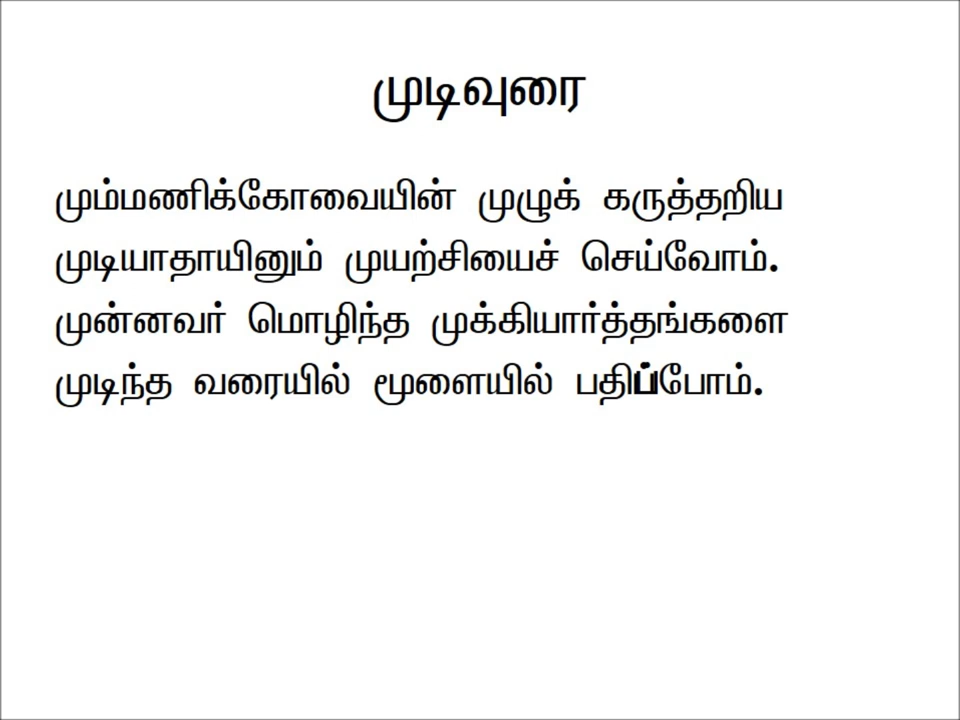 முடிவுரை
மும்மணிக்கோவையின் முழுக் கருத்தறிய
முடியாதாயினும் முயற்சியைச் செய்வோம்.
முன்னவர் மொழிந்த முக்கியார்த்தங்களை
முடிந்த வரையில் மூளையில் பதிப்போம்.